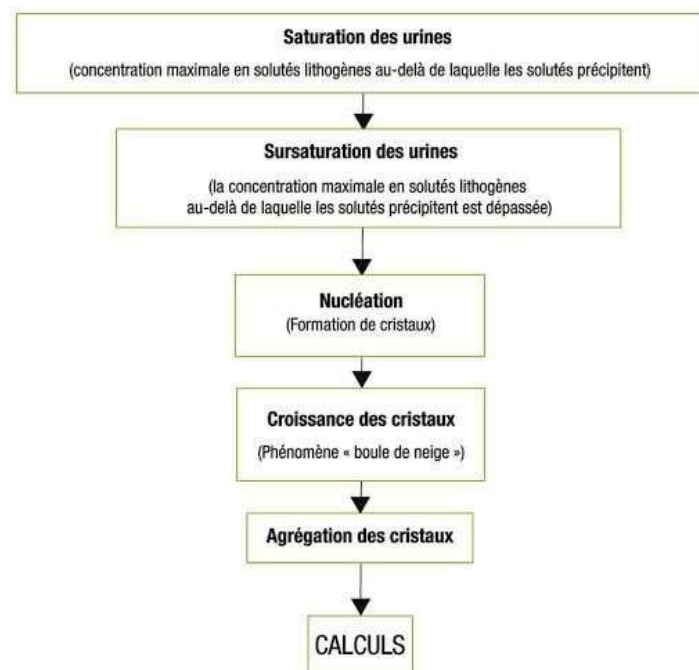 Saturation des urines
(concentration maximale en solutés lithogènes au-delà de laquelle les solutés précipitent)
Sursaturation des urines
(la concentration maximale en solutés lithogènes
au-delà de laquelle les solutés précipitent est dépassée)
Nucléation
(Formation de cristaux)
Croissance des cristaux
(Phénomène « boule de neige »)
Agrégation des cristaux
CALCULS